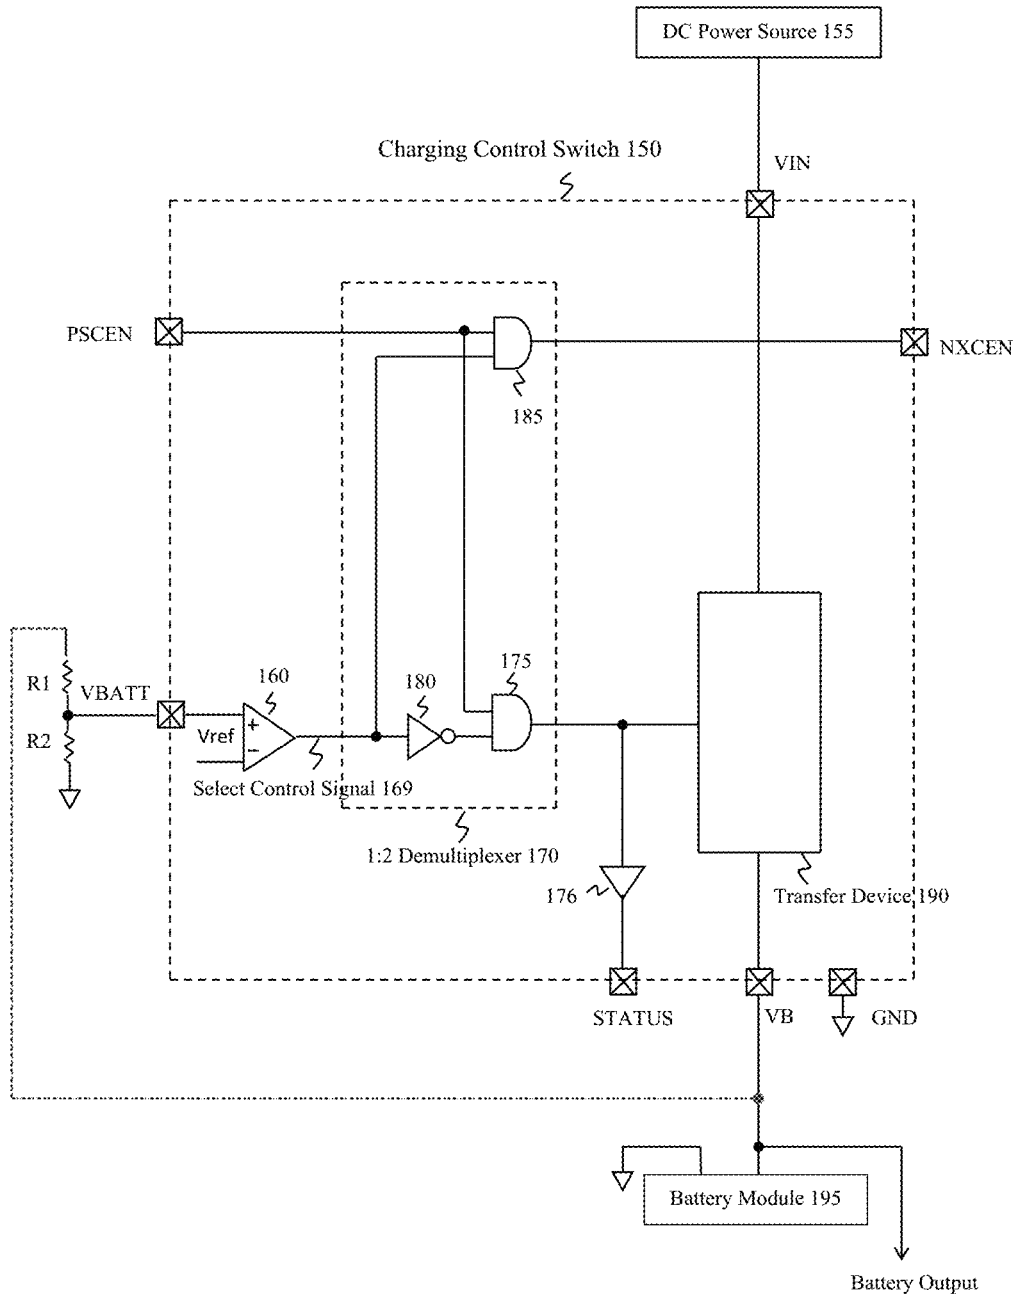 DC Power Source 155
Charging Control Switch 150
VIN
PSCEN
NXCEN
185
R1
VBATT
160
180
175
R2
Vref
+
−
Select Control Signal 169
1:2 Demultiplexer 170
176
Transfer Device 190
STATUS
VB
GND
Battery Module 195
Battery Output